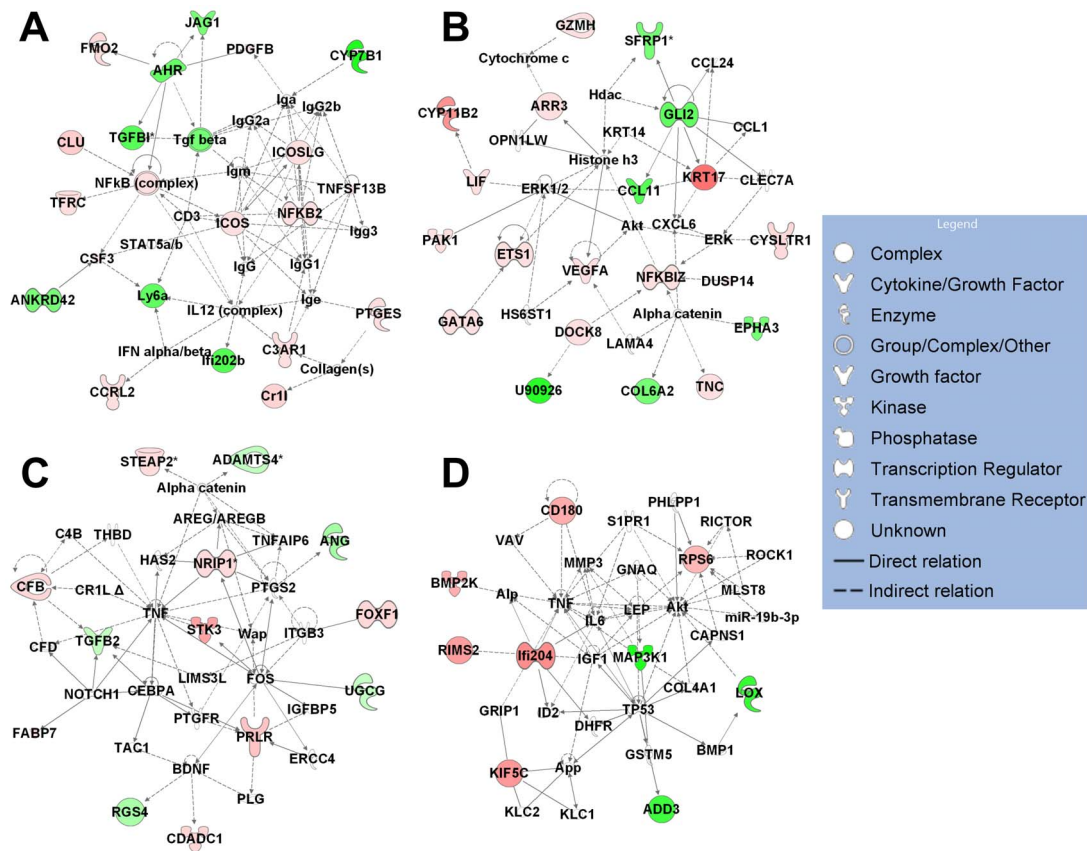 A
JAG1
FMO2
PDGFB
AHR
CYP7B1
Iga
IgG2b
IgG2a
CLU
TGFBI*
Tgf beta
ICOSLG
Igm
NFkB (complex)
TNFSF13B
TFRC
CD3
ICOS
NFKB2
Igg3
STAT5a/b
CSF3
IgG
IgG1
ANKRD42
Ly6a
Ige
IL12 (complex)
PTGES
IFN alpha/beta
Ifi202b
C3AR1
Collagen(s)
CCRL2
Cr1l
B
GZMH
SFRP1*
Cytochrome c
CCL24
CYP11B2
ARR3
Hdac
GLI2
OPN1LW
KRT14
CCL1
Histone h3
LIF
ERK1/2
CCL11
KRT17
CLEC7A
Akt
CXCL6
ERK
CYSLTR1
PAK1
ETS1
VEGFA
NFKBIZ
DUSP14
GATA6
HS6ST1
Alpha catenin
DOCK8
LAMA4
EPHA3
U90926
COL6A2
TNC
C
STEAP2*
ADAMTS4*
Alpha catenin
AREG/AREGB
C4B
THBD
TNFAIP6
ANG
HAS2
NRIP1*
CFB
PTGS2
CR1L Δ
TNF
FOXF1
STK3
Wap
ITGB3
CFD
TGFB2
LIMS3L
FOS
UGCG
NOTCH1
CEBPA
IGFBP5
PTGFR
FABP7
PRLR
TAC1
ERCC4
BDNF
PLG
RGS4
CDADC1
D
CD180
PHLPP1
S1PR1
RICTOR
VAV
MMP3
GNAQ
RPS6
ROCK1
BMP2K
Alp
TNF
LEP
Akt
MLST8
IL6
miR-19b-3p
RIMS2
Ifi204
IGF1
MAP3K1
CAPNS1
COL4A1
LOX
GRIP1
ID2
TP53
DHFR
GSTM5
BMP1
KIF5C
App
KLC2
KLC1
ADD3
Legend
Complex
Cytokine/Growth Factor
Enzyme
Group/Complex/Other
Growth factor
Kinase
Phosphatase
Transcription Regulator
Transmembrane Receptor
Unknown
Direct relation
Indirect relation